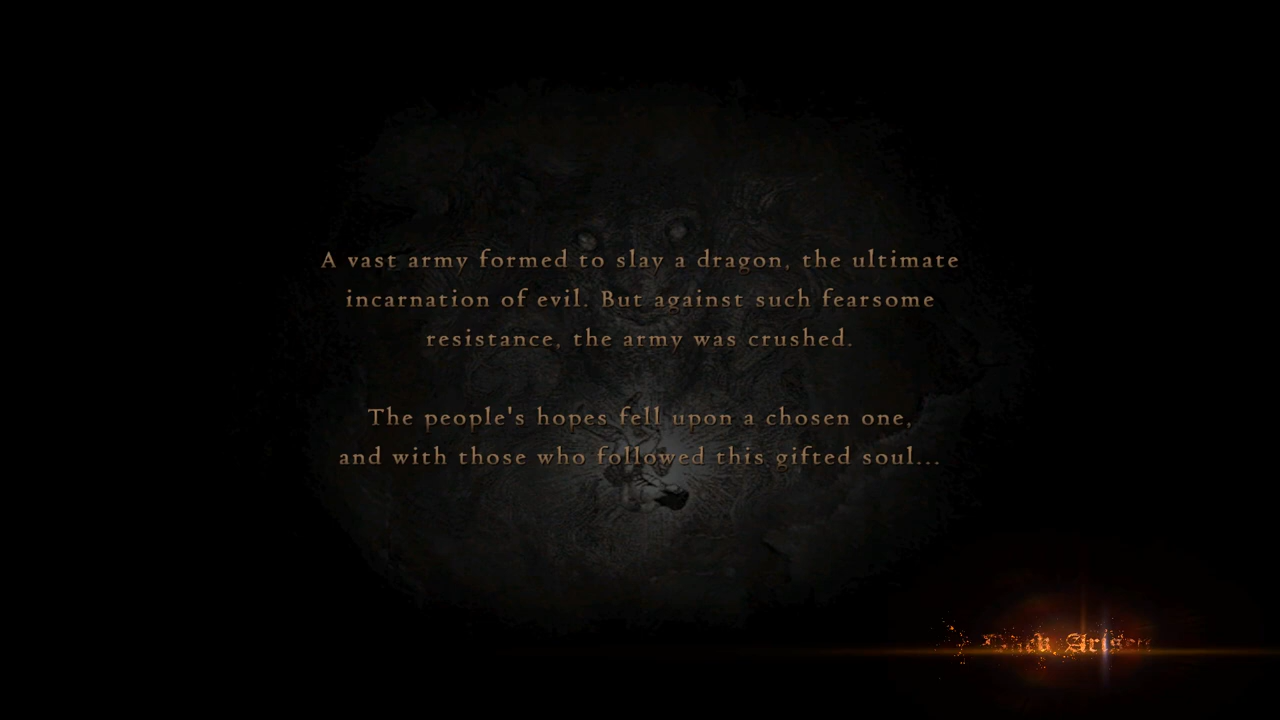 A vast army formed to slay a dragon, the ultimate
incarnation of evil. But against such fearsome
resistance, the army was crushed.
The people's hopes fell upon a chosen one,
and with those who followed this gifted soul...
Arisen